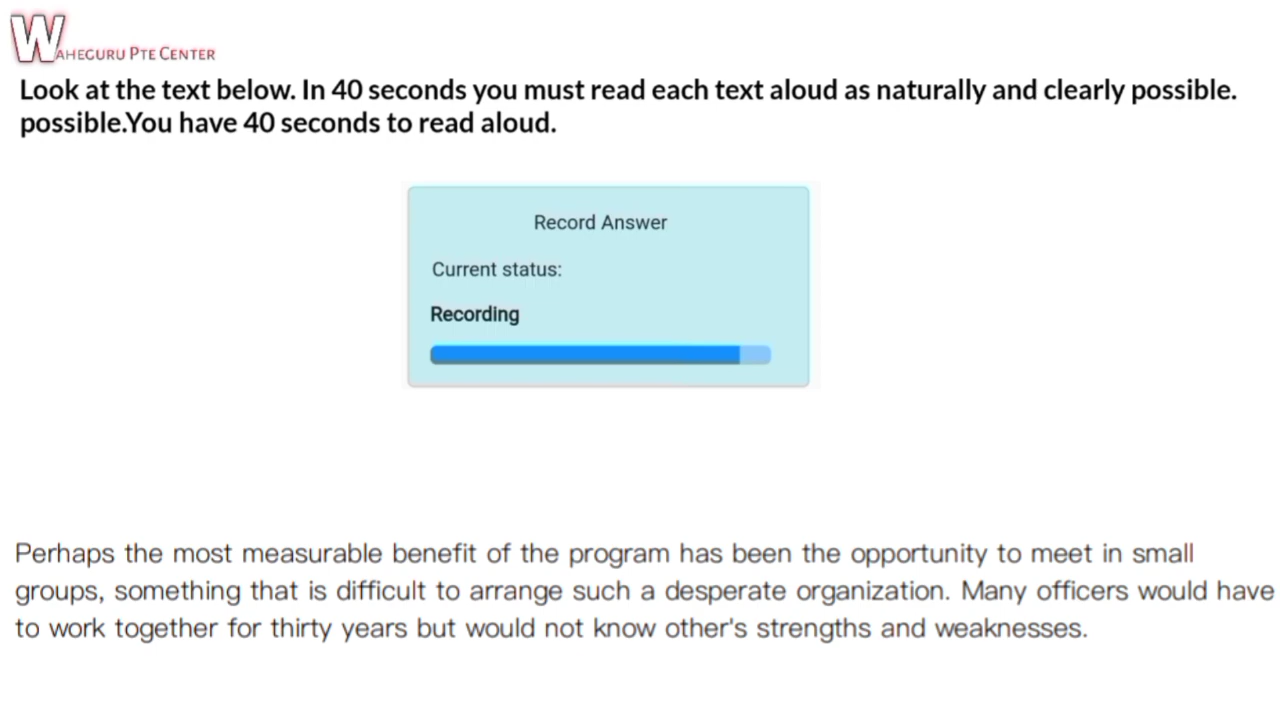 WAHEGURU PTE CENTER
Look at the text below. In 40 seconds you must read each text aloud as naturally and clearly possible.
possible.You have 40 seconds to read aloud.
Record Answer
Current status:
Recording
Perhaps the most measurable benefit of the program has been the opportunity to meet in small
groups, something that is difficult to arrange such a desperate organization. Many officers would have
to work together for thirty years but would not know other's strengths and weaknesses.